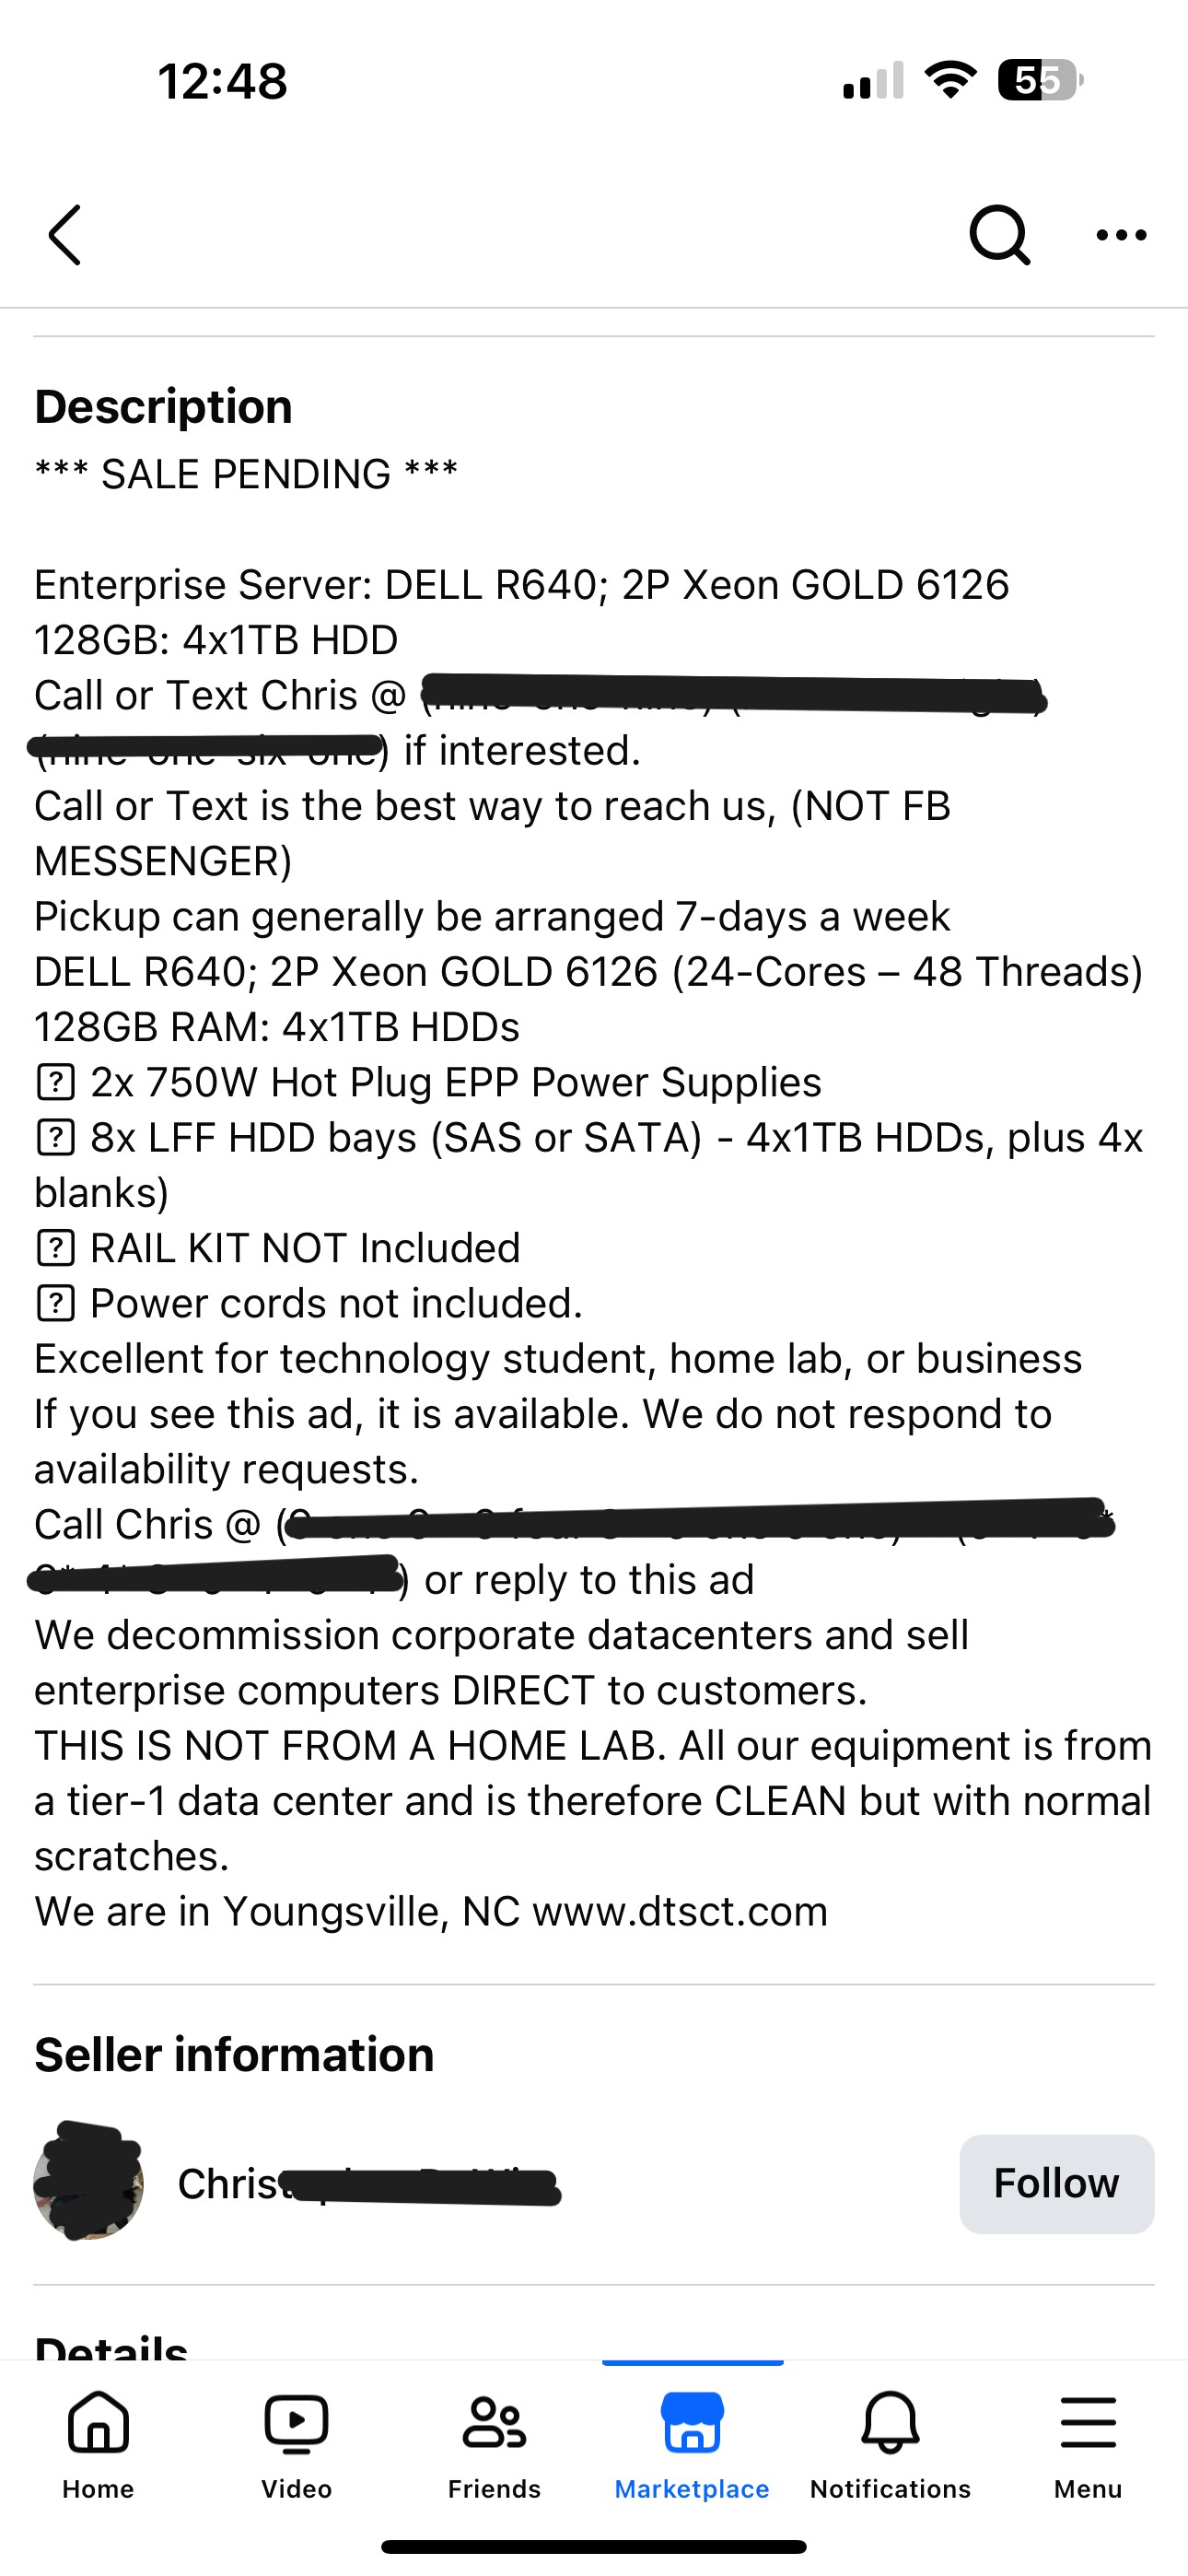 12:48
55
Description
*** SALE PENDING ***
Enterprise Server: DELL R640; 2P Xeon GOLD 6126
128GB: 4x1TB HDD
Call or Text Chris @
if interested.
Call or Text is the best way to reach us, (NOT FB
MESSENGER)
Pickup can generally be arranged 7-days a week
DELL R640; 2P Xeon GOLD 6126 (24-Cores – 48 Threads)
128GB RAM: 4x1TB HDDs
2x 750W Hot Plug EPP Power Supplies
8x LFF HDD bays (SAS or SATA) - 4x1TB HDDs, plus 4x
blanks)
RAIL KIT NOT Included
Power cords not included.
Excellent for technology student, home lab, or business
If you see this ad, it is available. We do not respond to
availability requests.
Call Chris @ (
) or reply to this ad
We decommission corporate datacenters and sell
enterprise computers DIRECT to customers.
THIS IS NOT FROM A HOME LAB. All our equipment is from
a tier-1 data center and is therefore CLEAN but with normal
scratches.
We are in Youngsville, NC www.dtsct.com
Seller information
Chris
Follow
Details
Home
Video
Friends
Marketplace
Notifications
Menu